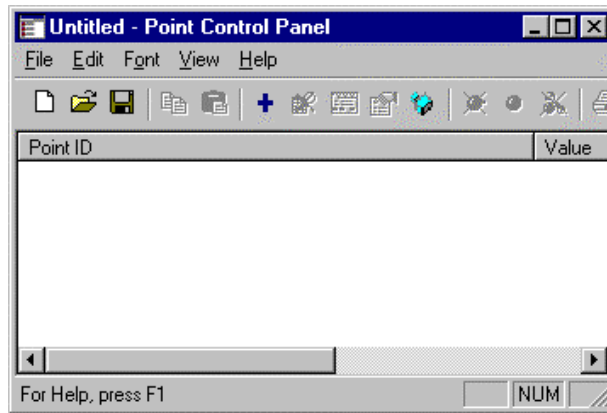 Untitled - Point Control Panel
File Edit Font View Help
Point ID Value
For Help, press F1 NUM